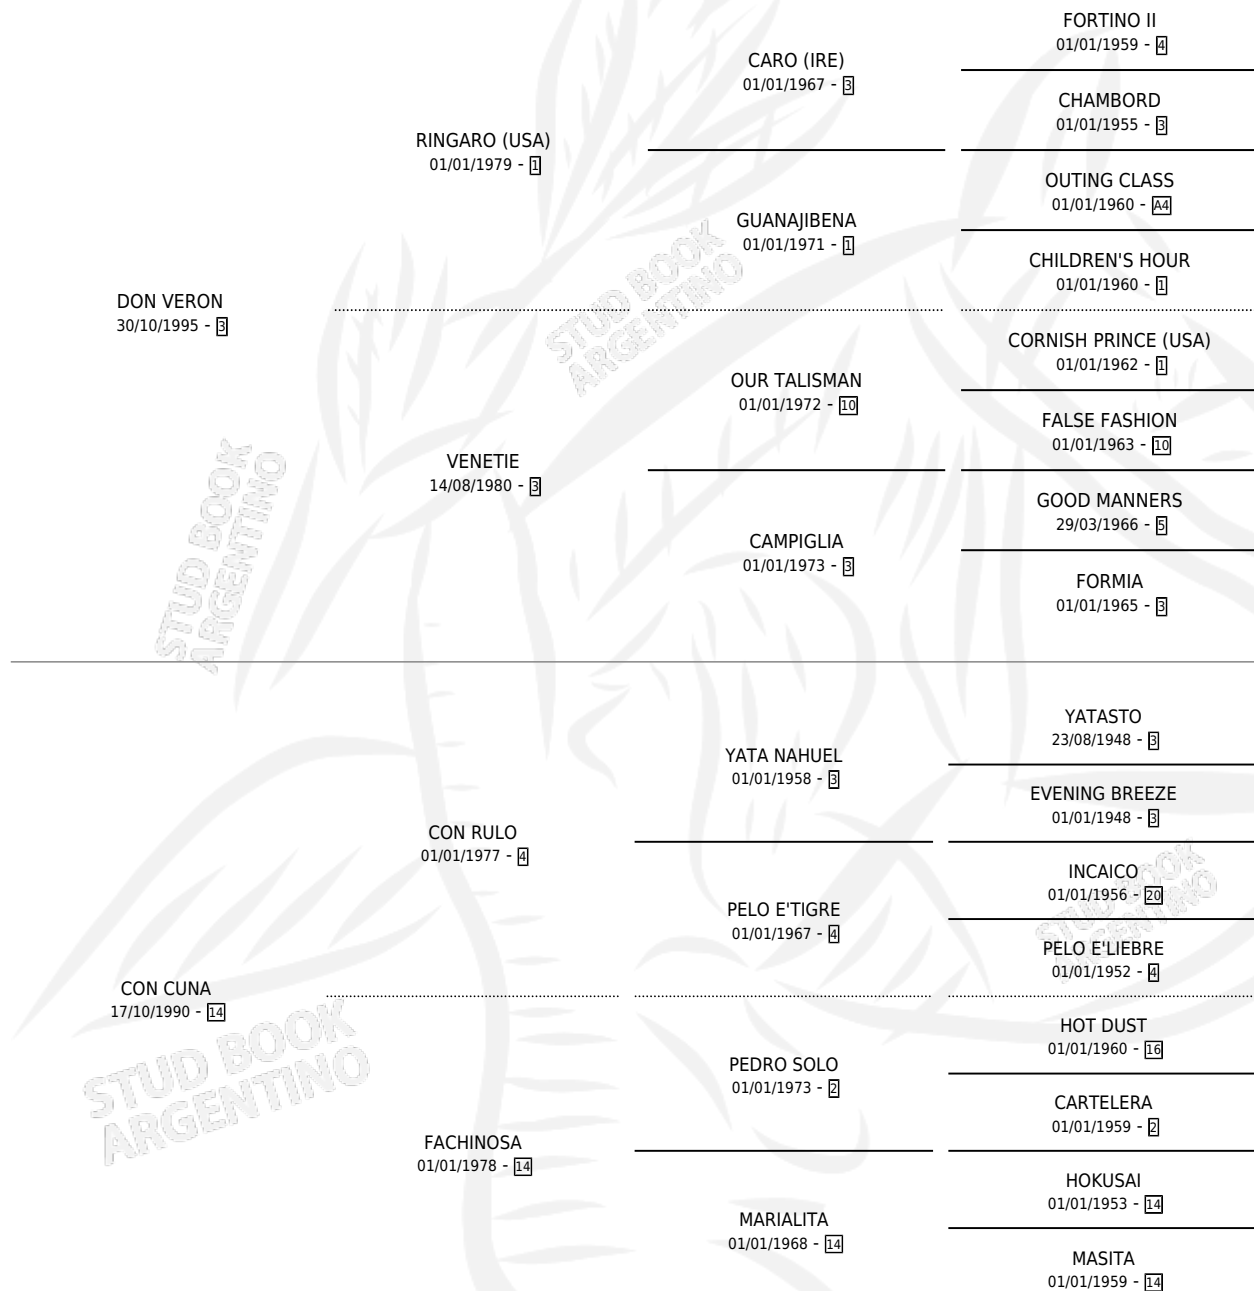 FORTINO II
01/01/1959 - 4
CARO (IRE)
01/01/1967 - 3
CHAMBORD
01/01/1955 - 3
RINGARO (USA)
01/01/1979 - 1
OUTING CLASS
01/01/1960 - A4
GUANAJIBENA
01/01/1971 - 1
CHILDREN'S HOUR
01/01/1960 - 1
DON VERON
30/10/1995 - 3
CORNISH PRINCE (USA)
01/01/1962 - 1
OUR TALISMAN
01/01/1972 - 10
FALSE FASHION
01/01/1963 - 10
VENETIE
14/08/1980 - 3
GOOD MANNERS
29/03/1966 - 5
CAMPIGLIA
01/01/1973 - 3
FORMIA
01/01/1965 - 3
YATASTO
23/08/1948 - 3
YATA NAHUEL
01/01/1958 - 3
EVENING BREEZE
01/01/1948 - 3
CON RULO
01/01/1977 - 4
INCAICO
01/01/1956 - 20
PELO E'TIGRE
01/01/1967 - 4
PELO E'LIEBRE
01/01/1952 - 4
CON CUNA
17/10/1990 - 14
HOT DUST
01/01/1960 - 16
PEDRO SOLO
01/01/1973 - 2
CARTELERA
01/01/1959 - 2
FACHINOSA
01/01/1978 - 14
HOKUSAI
01/01/1953 - 14
MARIALITA
01/01/1968 - 14
MASITA
01/01/1959 - 14
STUD BOOK
ARGENTINO
STUD BOOK
ARGENTINO
STUD BOOK
ARGENTINO
STUD BOOK
ARGENTINO